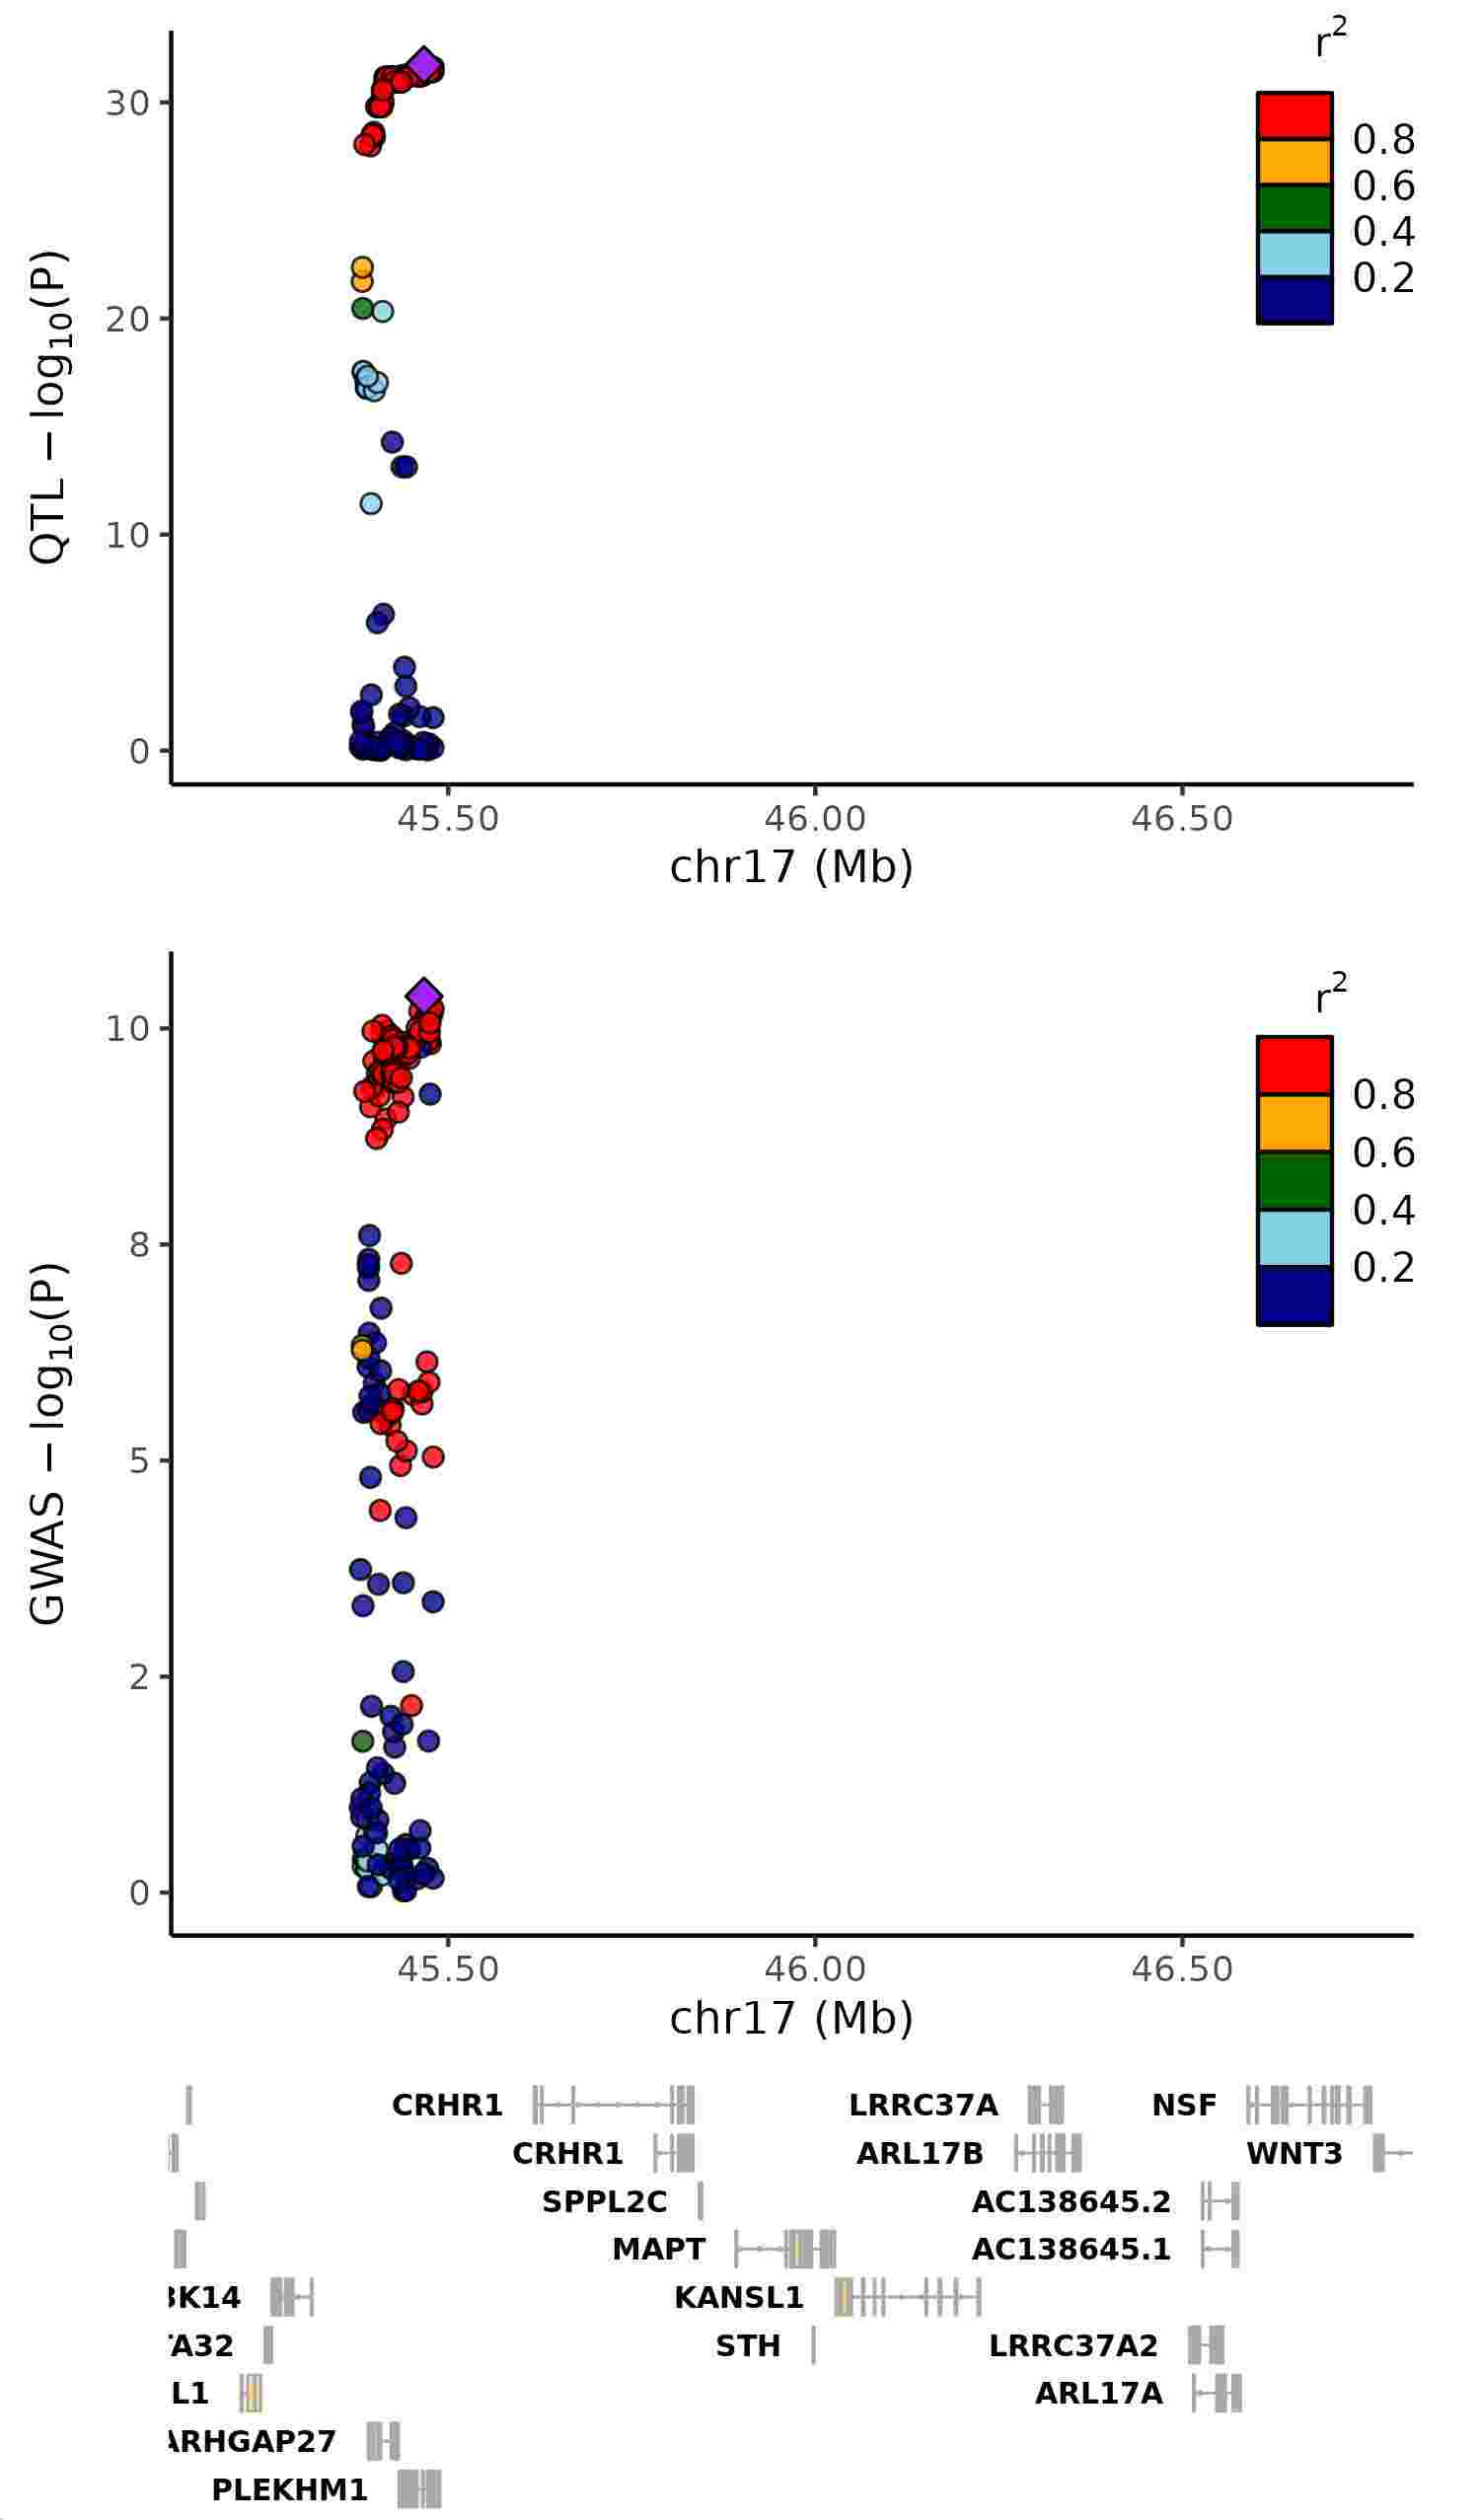 r²
0.8
0.6
0.4
0.2
30
20
10
0
QTL −log₁₀(P)
45.50 46.00 46.50
chr17 (Mb)
r²
0.8
0.6
0.4
0.2
10
8
5
2
0
GWAS −log₁₀(P)
45.50 46.00 46.50
chr17 (Mb)
CRHR1 LRRC37A NSF
CRHR1 ARL17B WNT3
SPPL2C AC138645.2
MAPT AC138645.1
K14 KANSL1
TA32 STH LRRC37A2
L1 ARL17A
ARHGAP27
PLEKHM1